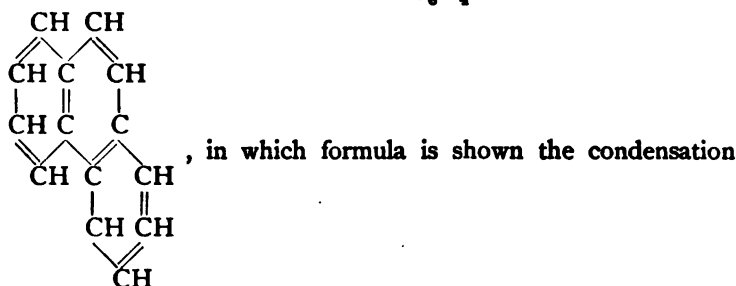 CH CH
CH C CH
CH C C
, in which formula is shown the condensation
CH C CH
CH CH
CH